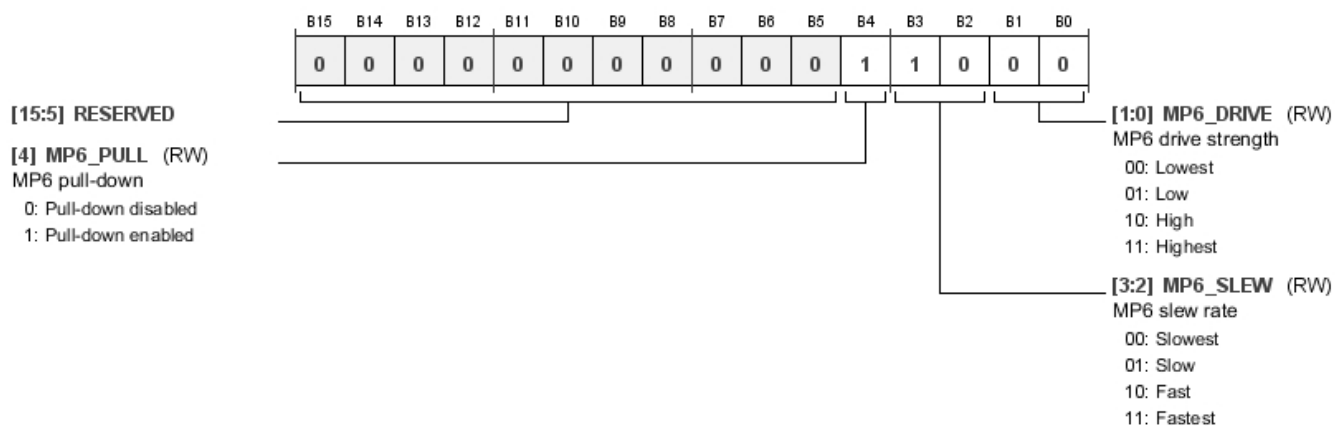 B15 B14 B13 B12 B11 B10 B9 B8 B7 B6 B5 B4 B3 B2 B1 B0
0 0 0 0 0 0 0 0 0 0 0 1 1 0 0 0
[15:5] RESERVED
[4] MP6_PULL (RW)
MP6 pull-down
0: Pull-down disabled
1: Pull-down enabled
[1:0] MP6_DRIVE (RW)
MP6 drive strength
00: Lowest
01: Low
10: High
11: Highest
[3:2] MP6_SLEW (RW)
MP6 slew rate
00: Slowest
01: Slow
10: Fast
11: Fastest